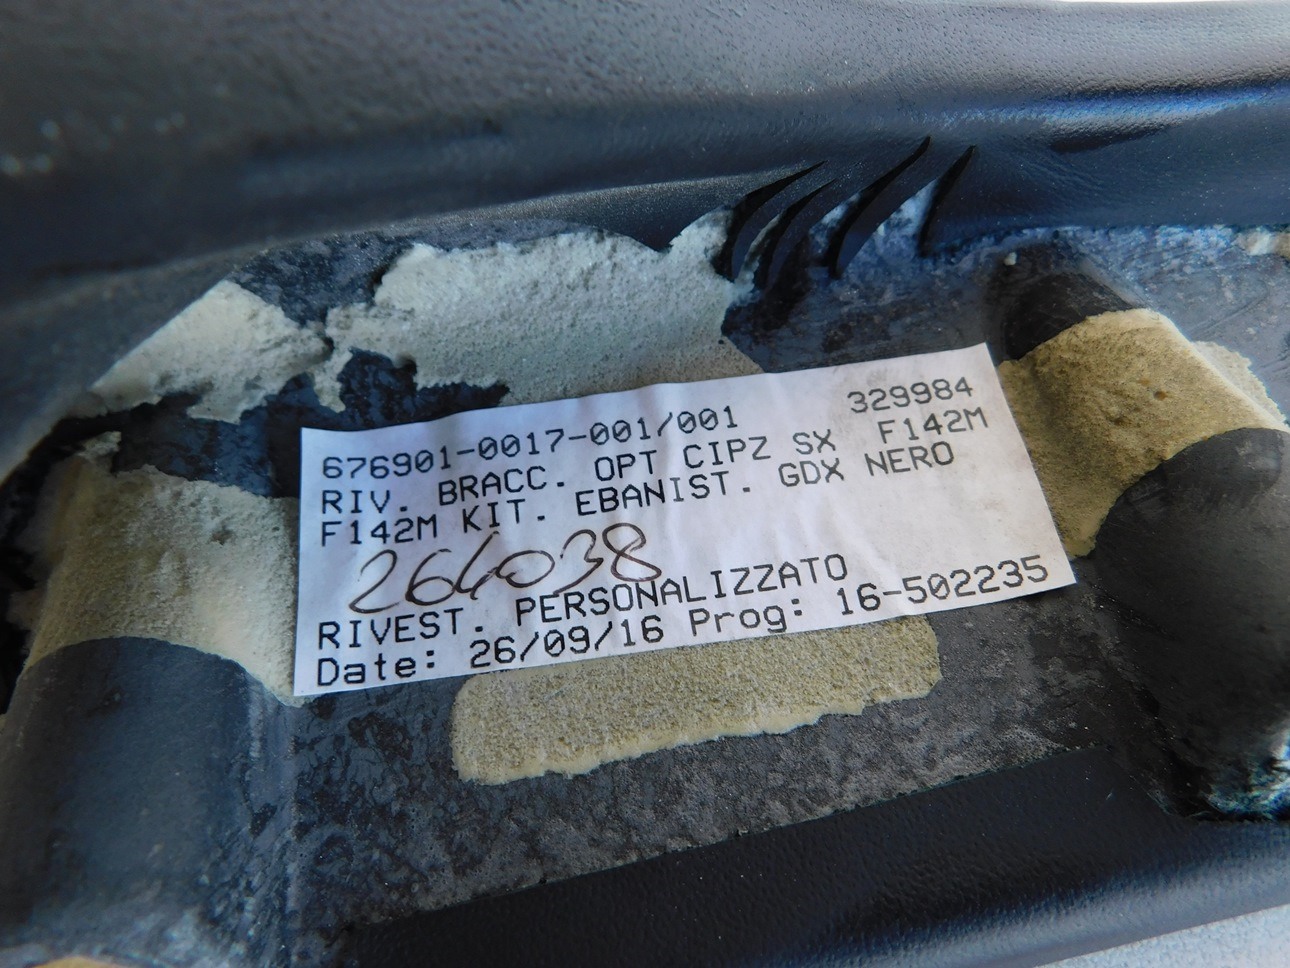 676901-0017-001/001 329984
RIV. BRACC. OPT CIPZ SX F142M
F142M KIT. EBANIST. GDX NERO
264038
RIVEST. PERSONALIZZATO
Date: 26/09/16 Prog: 16-502235